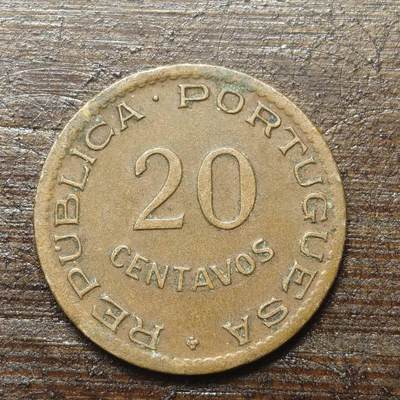 REPUBLICA · PORTUGUESA
20
CENTAVOS